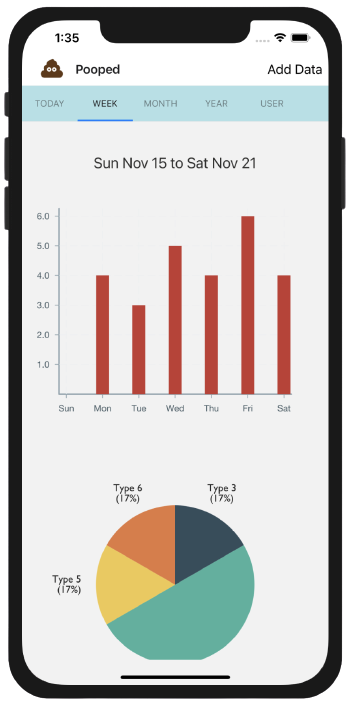 1:35
Pooped
Add Data
TODAY WEEK MONTH YEAR USER
Sun Nov 15 to Sat Nov 21
6.0
5.0
4.0
3.0
2.0
1.0
Sun Mon Tue Wed Thu Fri Sat
Type 6 Type 3
(17%) (17%)
Type 5
(17%)